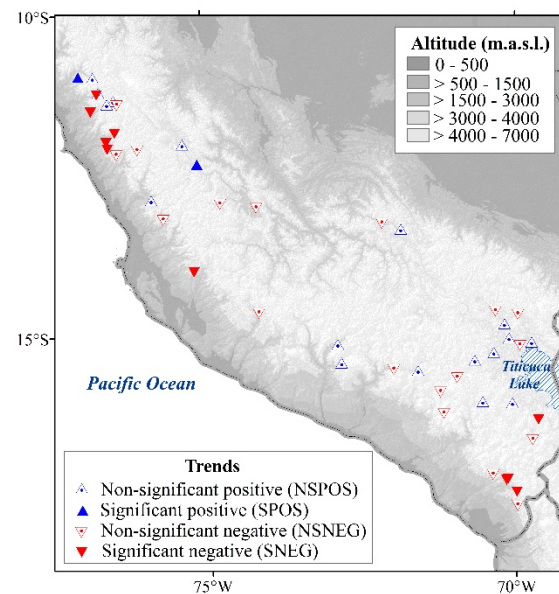 10°S
Altitude (m.a.s.l.)
0 - 500
> 500 - 1500
> 1500 - 3000
> 3000 - 4000
> 4000 - 7000
15°S
Pacific Ocean
Titicaca
Lake
Trends
Non-significant positive (NSPOS)
Significant positive (SPOS)
Non-significant negative (NSNEG)
Significant negative (SNEG)
75°W
70°W